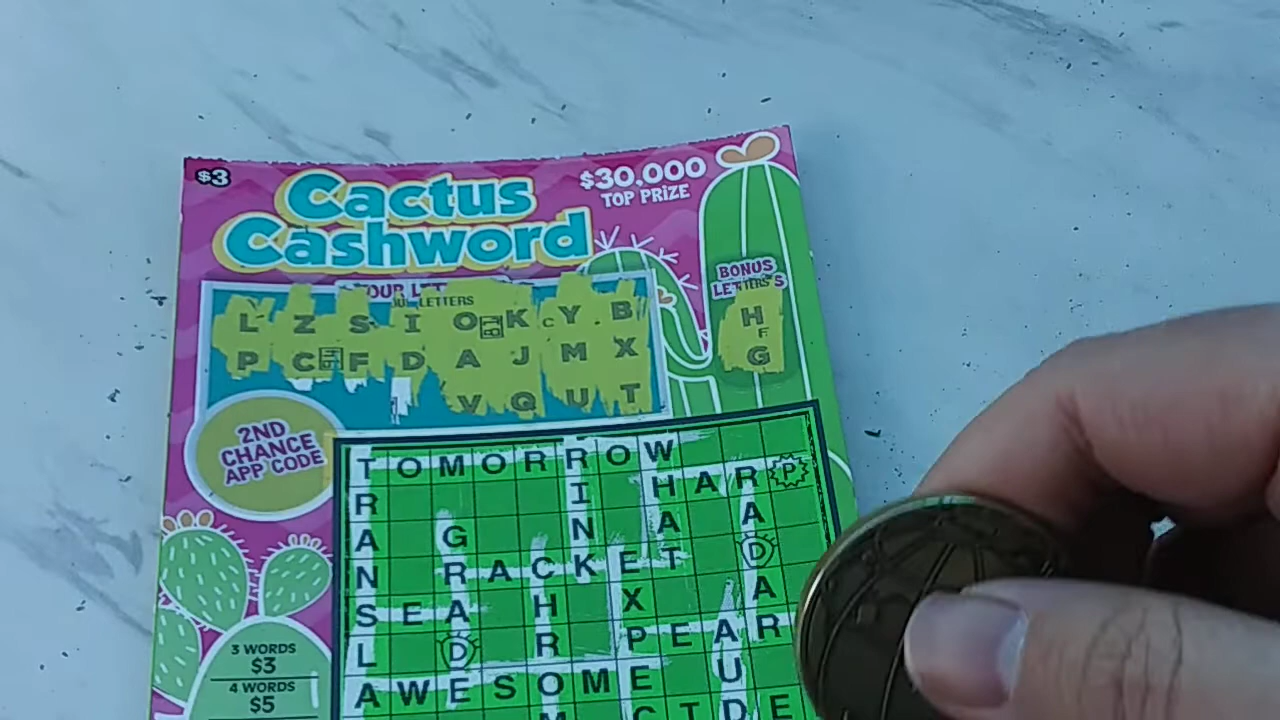 $3
Cactus
Cashword
$30,000
TOP PRIZE
BONUS
LETTERS
YOUR LETTERS
L Z S I O K Y B
P C F D A J M X
V Q U T
H
F
G
2ND
CHANCE
APP CODE
TOMORROW
R I HARP
A G N A A
N RACKET D
SEA H X A
L D R PEAR
AWESOME U
M C T D E
3 WORDS
$3
4 WORDS
$5